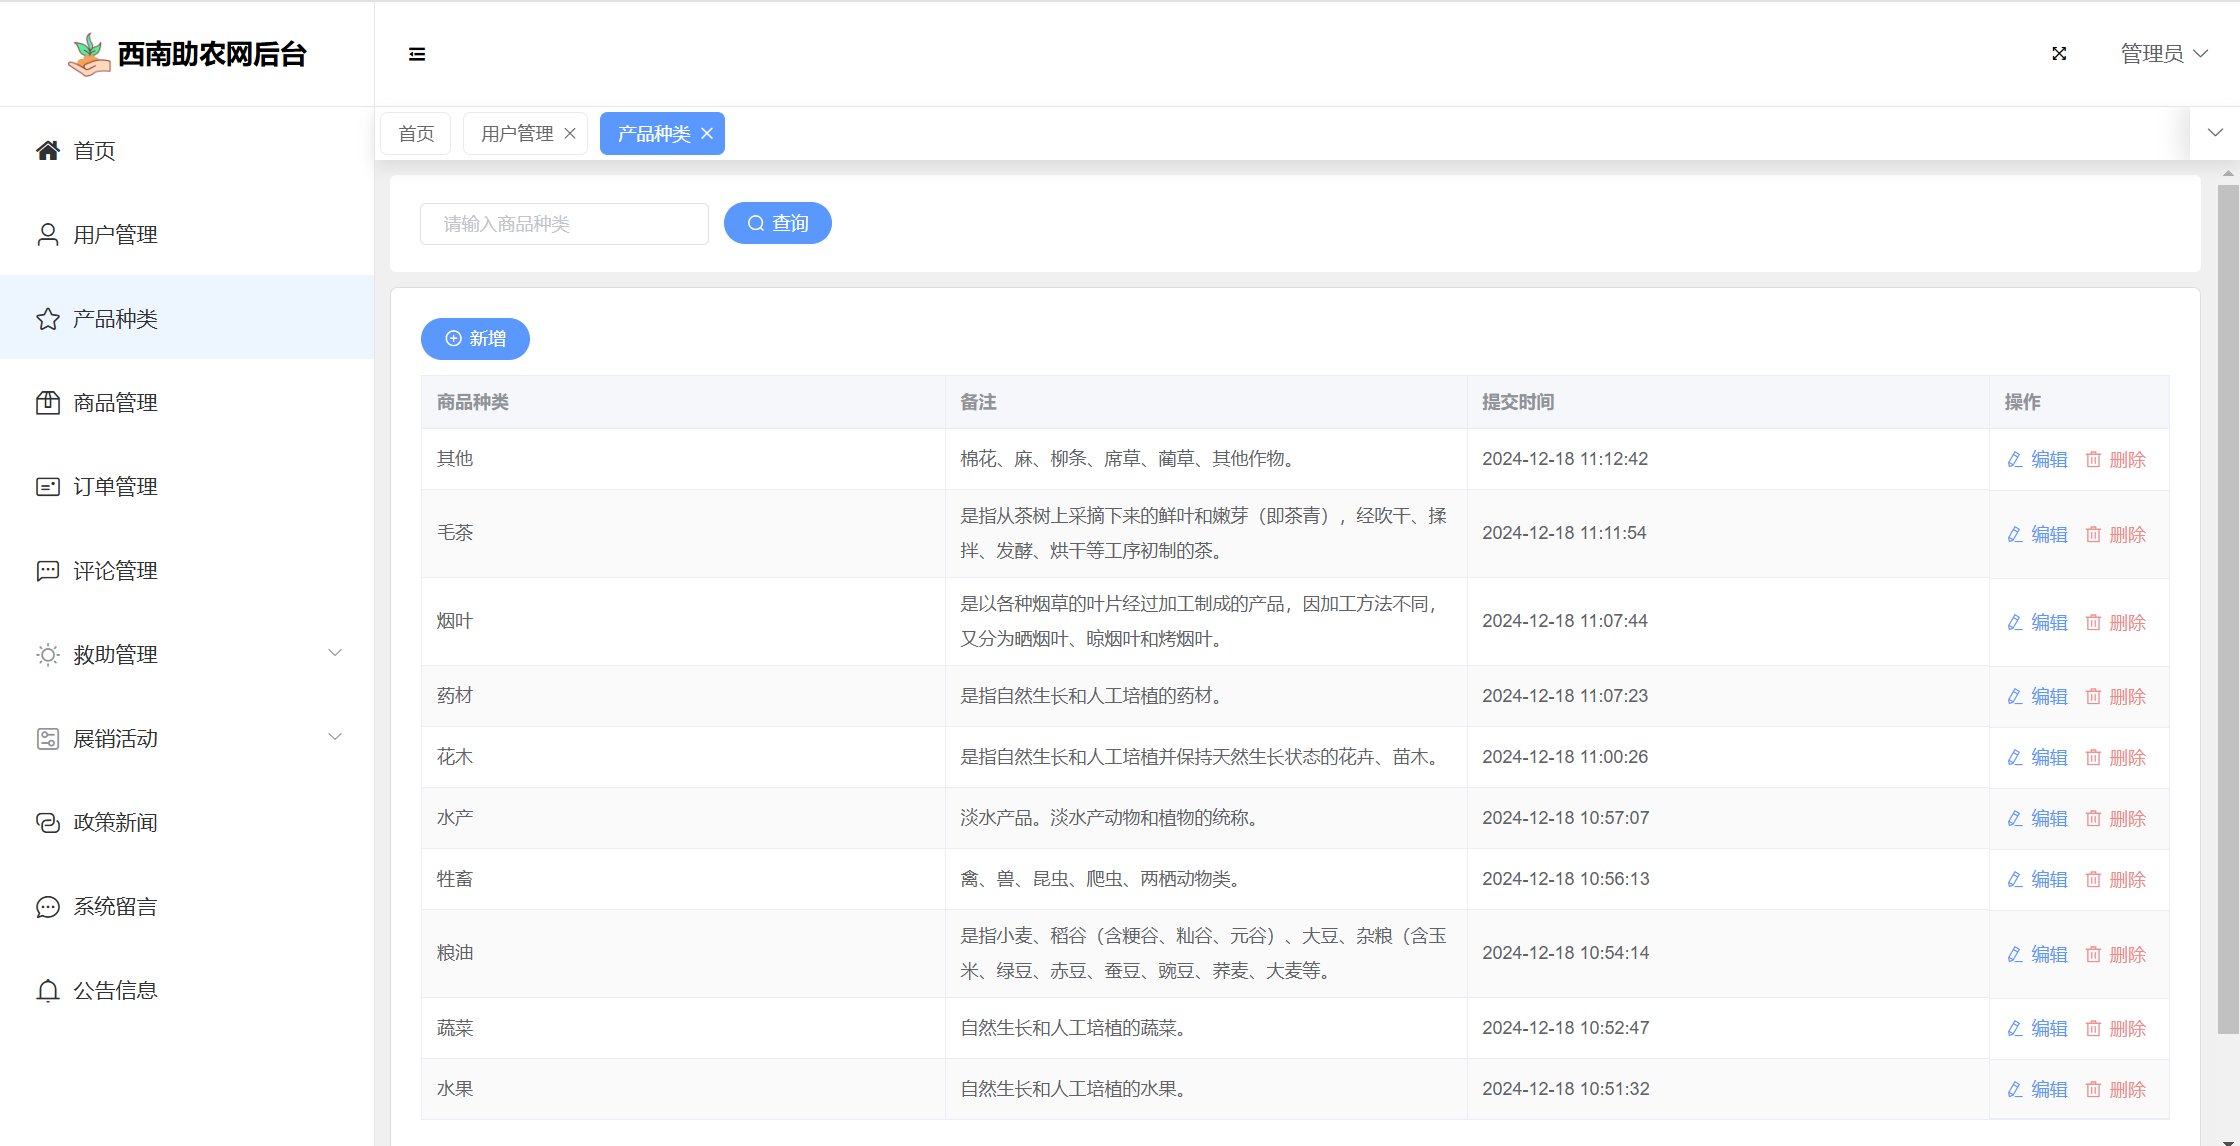 西南助农网后台
管理员
首页
用户管理
产品种类
商品管理
订单管理
评论管理
救助管理
展销活动
政策新闻
系统留言
公告信息
首页 用户管理 产品种类
请输入商品种类 查询
新增
商品种类 备注 提交时间 操作
其他 棉花、麻、柳条、席草、蔺草、其他作物。 2024-12-18 11:12:42 编辑 删除
毛茶 是指从茶树上采摘下来的鲜叶和嫩芽（即茶青），经吹干、揉 2024-12-18 11:11:54 编辑 删除
拌、发酵、烘干等工序初制的茶。
烟叶 是以各种烟草的叶片经过加工制成的产品，因加工方法不同， 2024-12-18 11:07:44 编辑 删除
又分为晒烟叶、晾烟叶和烤烟叶。
药材 是指自然生长和人工培植的药材。 2024-12-18 11:07:23 编辑 删除
花木 是指自然生长和人工培植并保持天然生长状态的花卉、苗木。 2024-12-18 11:00:26 编辑 删除
水产 淡水产品。淡水产动物和植物的统称。 2024-12-18 10:57:07 编辑 删除
牲畜 禽、兽、昆虫、爬虫、两栖动物类。 2024-12-18 10:56:13 编辑 删除
粮油 是指小麦、稻谷（含粳谷、籼谷、元谷）、大豆、杂粮（含玉 2024-12-18 10:54:14 编辑 删除
米、绿豆、赤豆、蚕豆、豌豆、荞麦、大麦等。
蔬菜 自然生长和人工培植的蔬菜。 2024-12-18 10:52:47 编辑 删除
水果 自然生长和人工培植的水果。 2024-12-18 10:51:32 编辑 删除